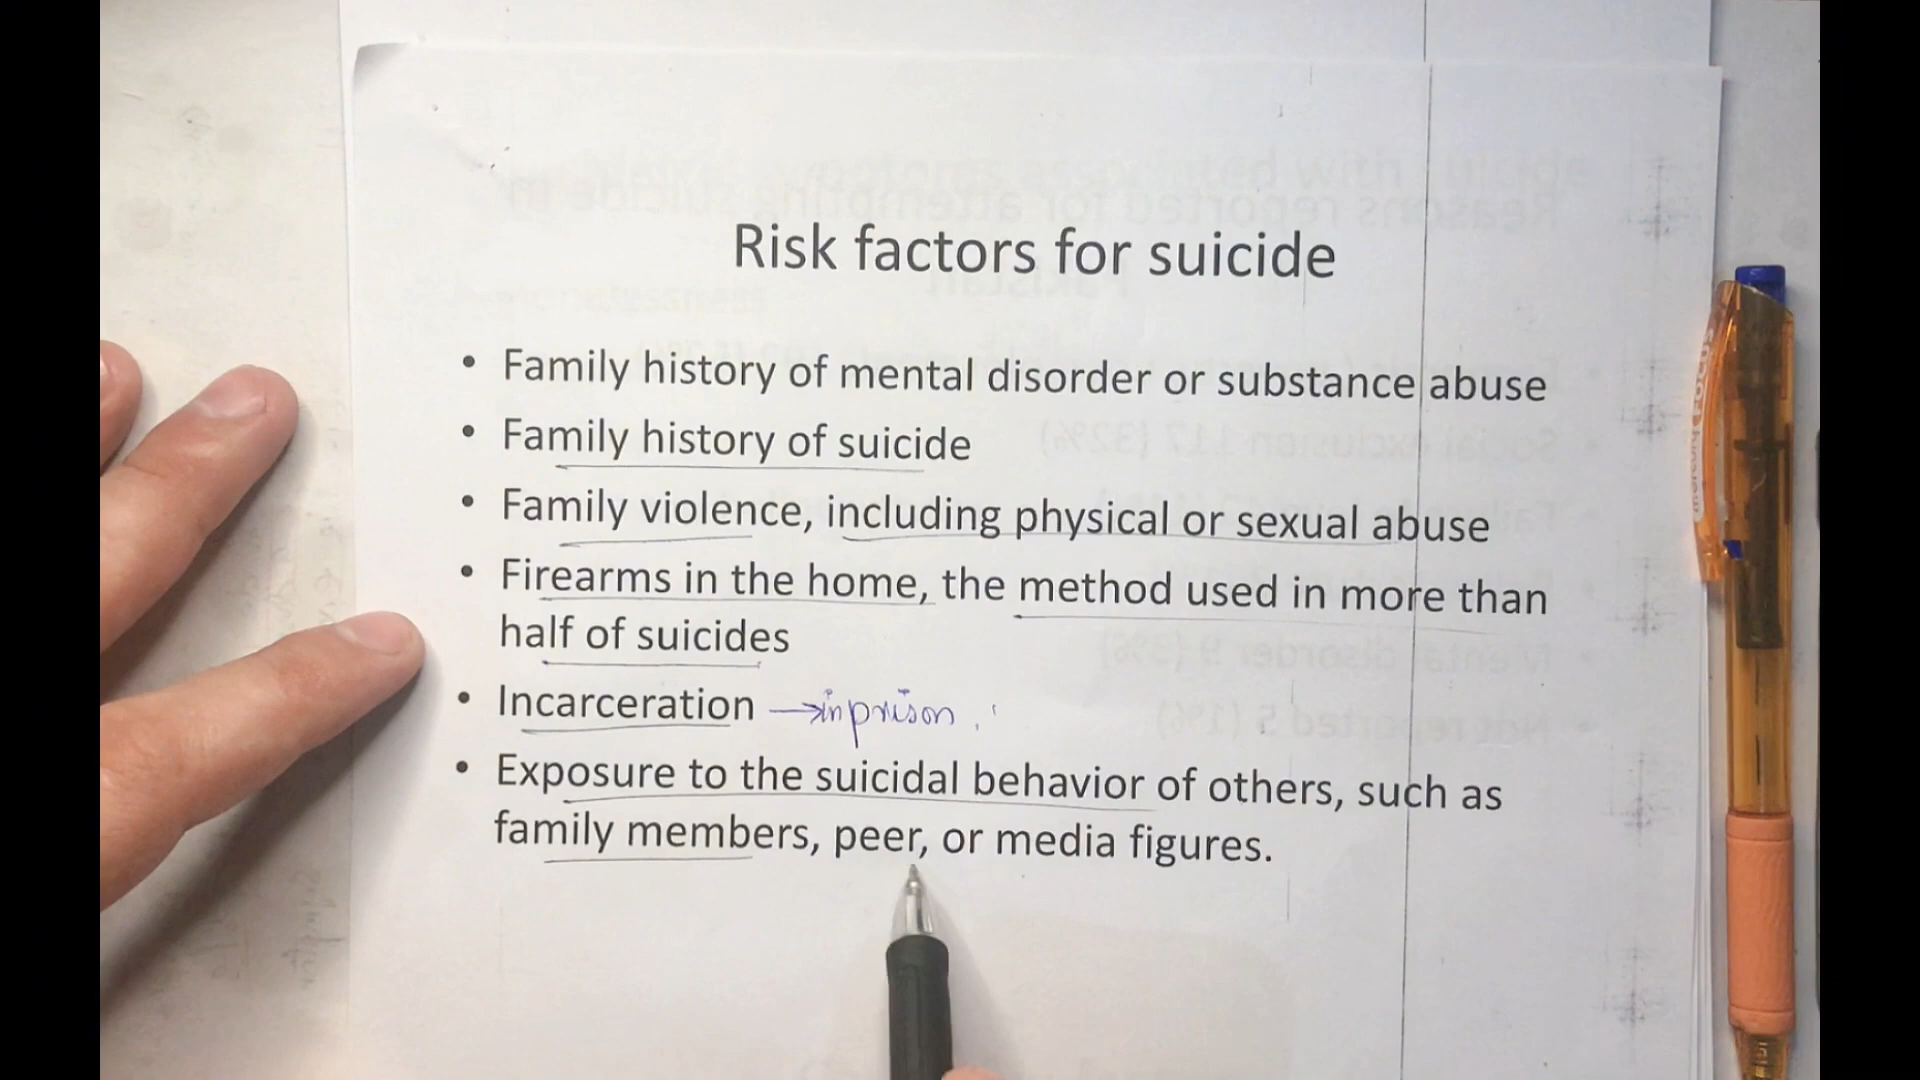 Risk factors for suicide
• Family history of mental disorder or substance abuse
• Family history of suicide
• Family violence, including physical or sexual abuse
• Firearms in the home, the method used in more than
half of suicides
• Incarceration → in prison.
• Exposure to the suicidal behavior of others, such as
family members, peer, or media figures.